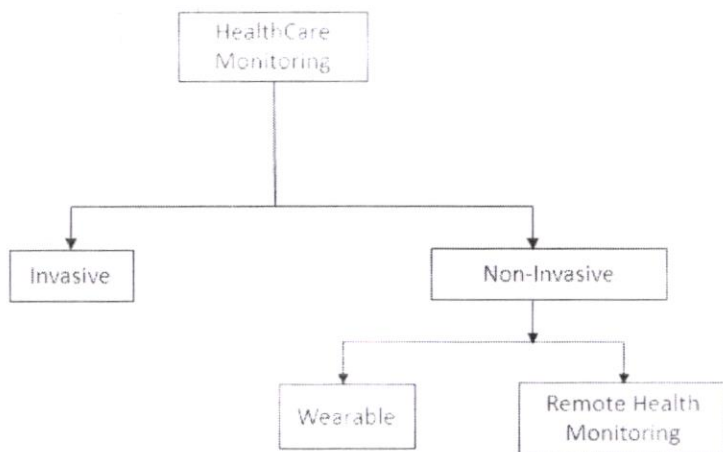 HealthCare
Monitoring
Invasive
Non-Invasive
Wearable
Remote Health
Monitoring